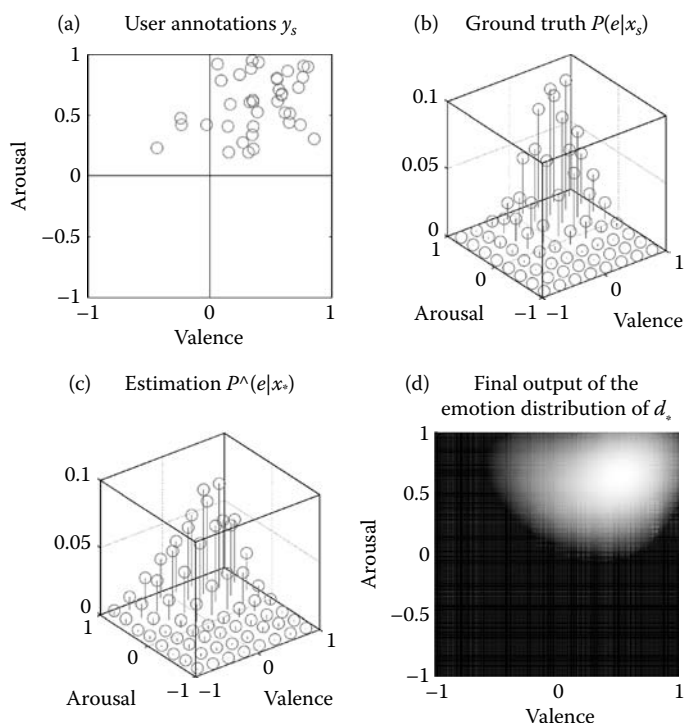 (a) User annotations y_s
1
0.5
0
−0.5
−1
−1 0 1
Arousal
Valence
(b) Ground truth P(e|x_s)
0.1
0.05
0
1
0
−1
−1
0
1
Arousal
Valence
(c) Estimation P^(e|x_*)
0.1
0.05
0
1
0
−1
−1
0
1
Arousal
Valence
(d) Final output of the
emotion distribution of d_*
1
0.5
0
−0.5
−1
−1 0 1
Arousal
Valence